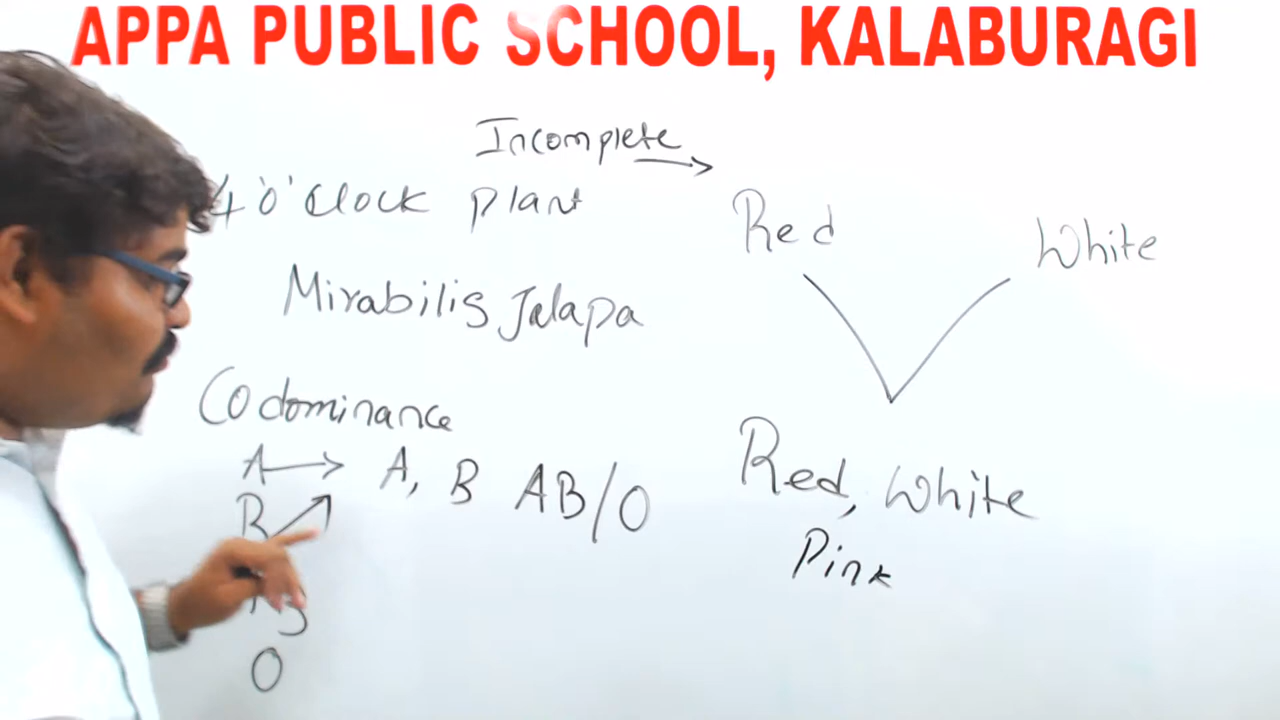 APPA PUBLIC SCHOOL, KALABURAGI
Incomplete
4 'O' Clock plant
Red
White
Mirabilis Jalapa
Codominance
A → A, B AB/O
B
O
Red, White
Pink